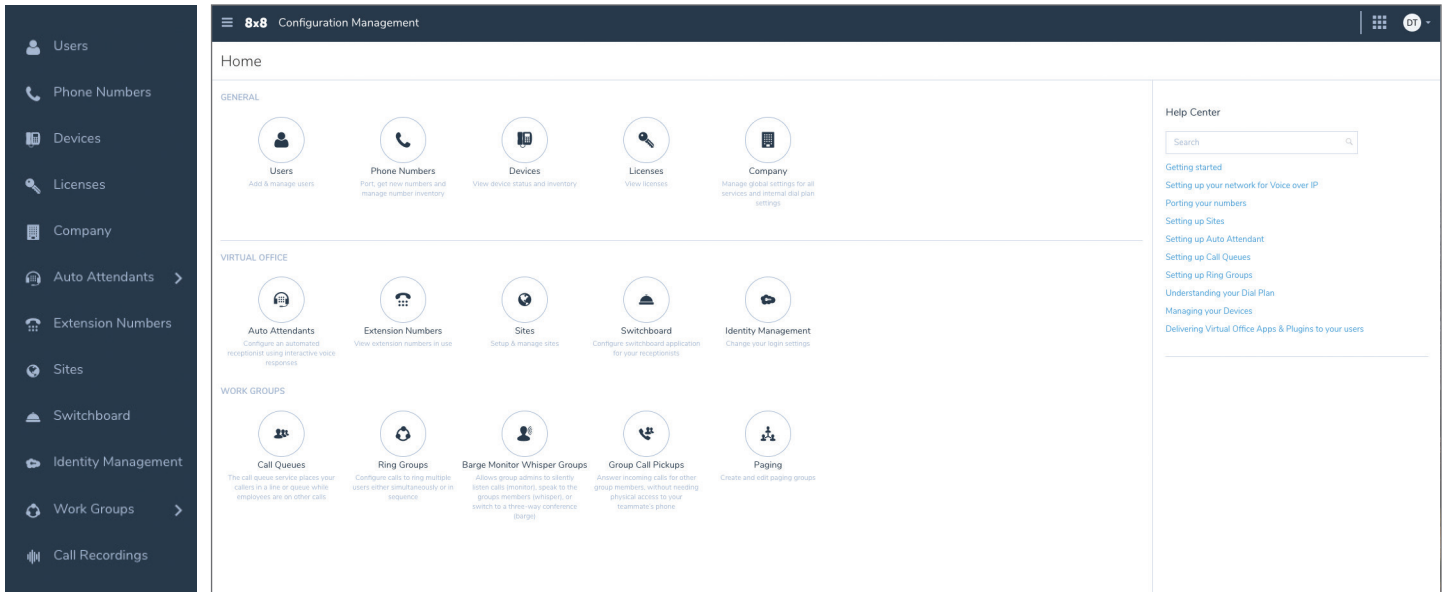 Users
Phone Numbers
Devices
Licenses
Company
Auto Attendants
Extension Numbers
Sites
Switchboard
Identity Management
Work Groups
Call Recordings
8x8 Configuration Management
DT
Home
GENERAL
Users
Add & manage users
Phone Numbers
Port, get new numbers and
manage number inventory
Devices
View device status and inventory
Licenses
View licenses
Company
Manage global settings for all
services and internal dial plan
settings
VIRTUAL OFFICE
Auto Attendants
Configure an automated
receptionist using interactive voice
responses
Extension Numbers
View extension numbers in use
Sites
Setup & manage sites
Switchboard
Configure switchboard application
for your receptionists
Identity Management
Change your login settings
WORK GROUPS
Call Queues
The call queue service places your
callers in a line or queue while
employees are on other calls
Ring Groups
Configure calls to ring multiple
users either simultaneously or in
sequence
Barge Monitor Whisper Groups
Allows group admins to silently
listen calls (monitor), speak to the
groups members (whisper), or
switch to a three-way conference
(barge)
Group Call Pickups
Answer incoming calls for other
group members, without needing
physical access to your
teammate's phone
Paging
Create and edit paging groups
Help Center
Search
Getting started
Setting up your network for Voice over IP
Porting your numbers
Setting up Sites
Setting up Auto Attendant
Setting up Call Queues
Setting up Ring Groups
Understanding your Dial Plan
Managing your Devices
Delivering Virtual Office Apps & Plugins to your users